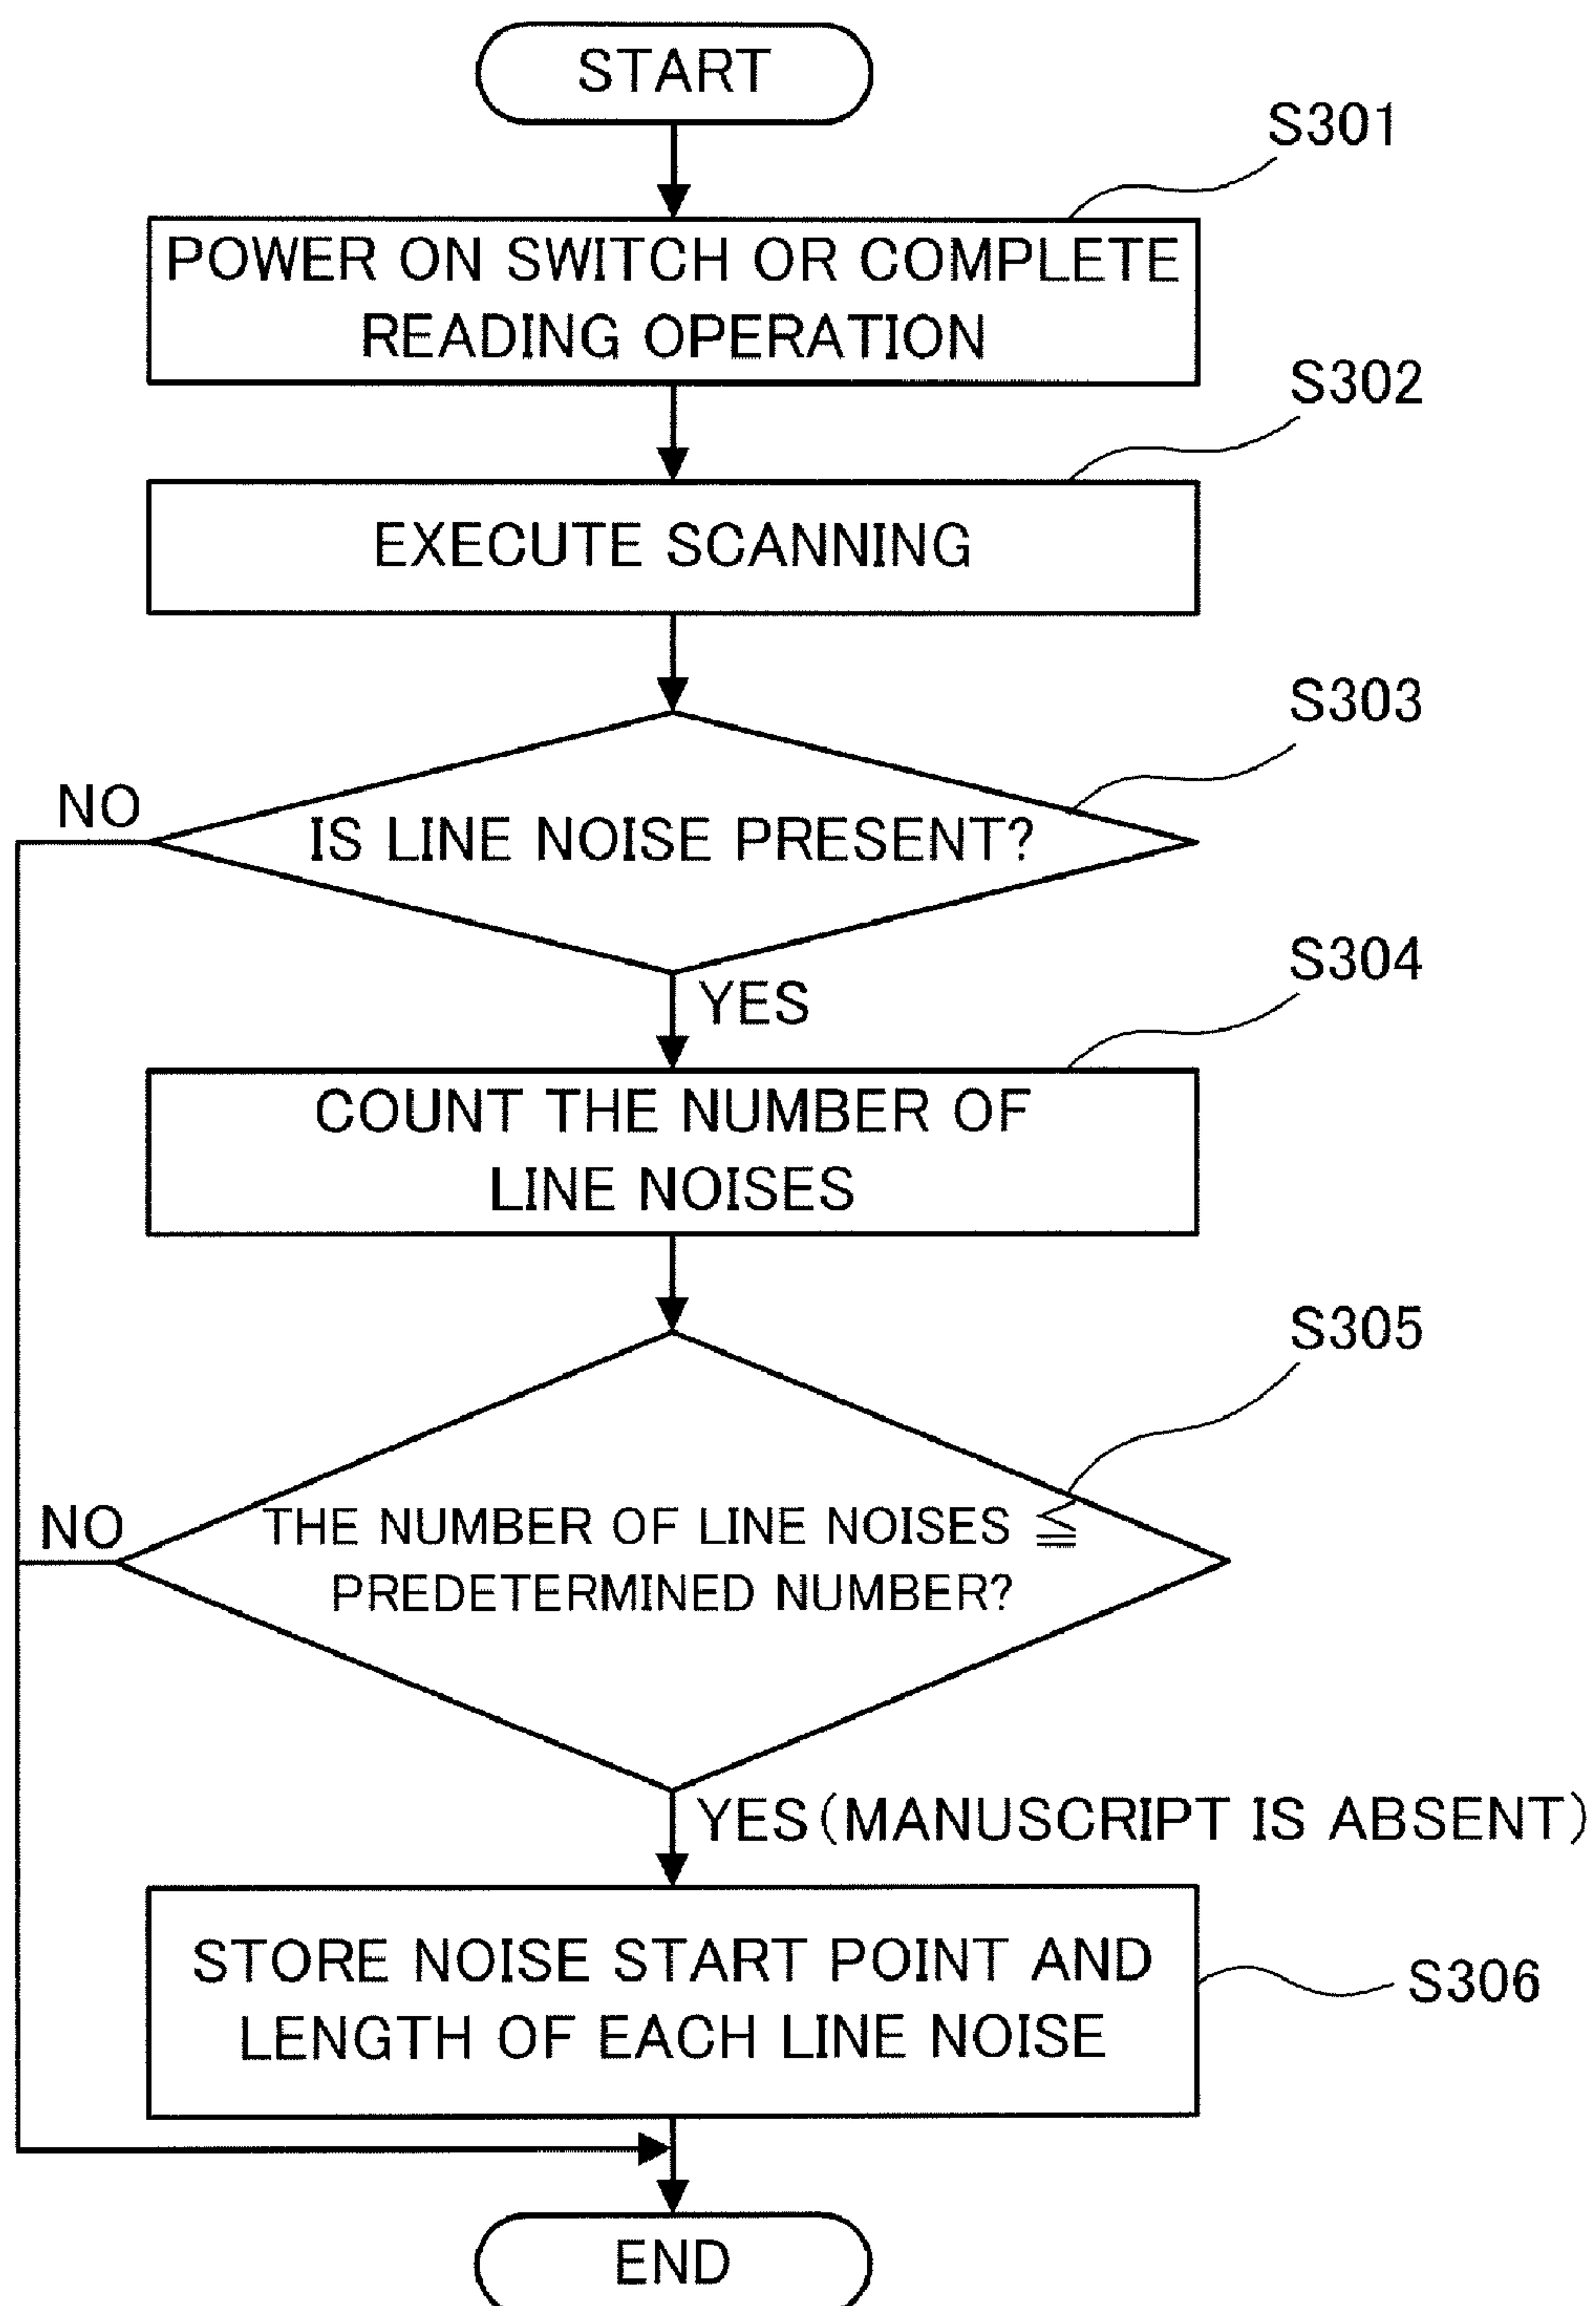 START
S301
POWER ON SWITCH OR COMPLETE
READING OPERATION
S302
EXECUTE SCANNING
S303
NO
IS LINE NOISE PRESENT?
YES
S304
COUNT THE NUMBER OF
LINE NOISES
S305
NO
THE NUMBER OF LINE NOISES ≦
PREDETERMINED NUMBER?
YES (MANUSCRIPT IS ABSENT)
STORE NOISE START POINT AND
LENGTH OF EACH LINE NOISE
S306
END